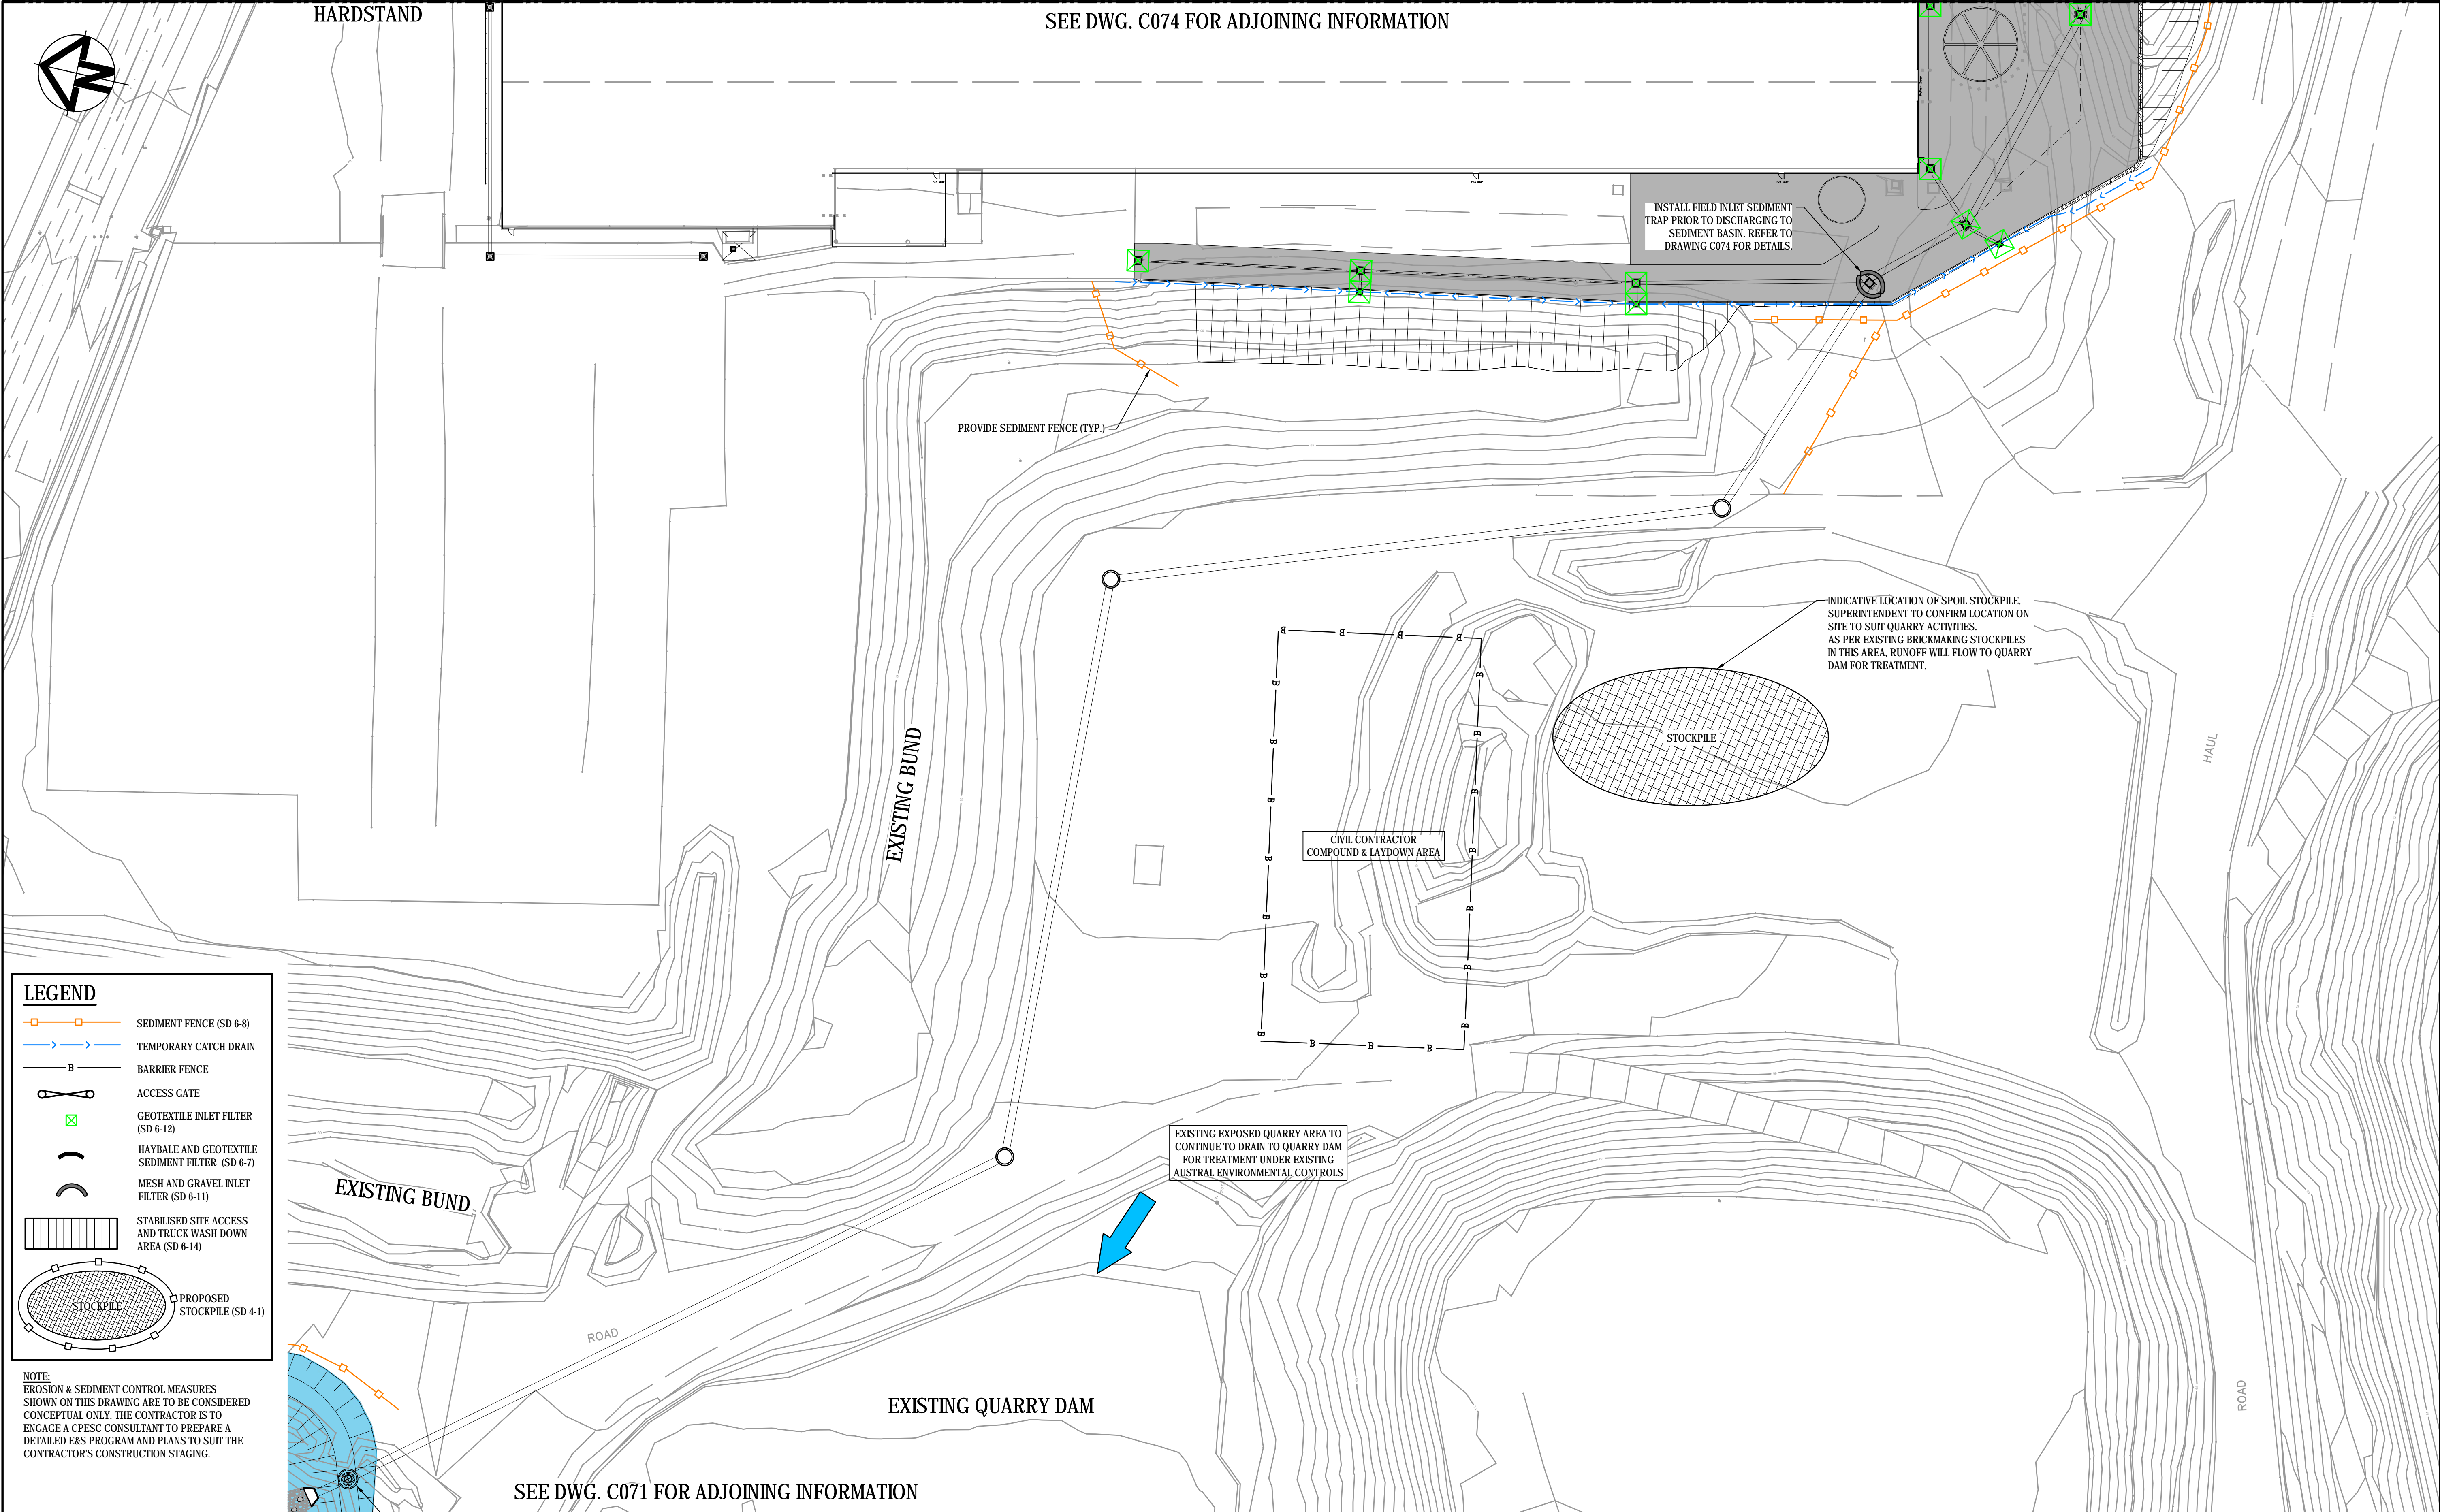 HARDSTAND
SEE DWG. C074 FOR ADJOINING INFORMATION
N
INSTALL FIELD INLET SEDIMENT
TRAP PRIOR TO DISCHARGING TO
SEDIMENT BASIN. REFER TO
DRAWING C074 FOR DETAILS.
PROVIDE SEDIMENT FENCE (TYP.)
INDICATIVE LOCATION OF SPOIL STOCKPILE.
SUPERINTENDENT TO CONFIRM LOCATION ON
SITE TO SUIT QUARRY ACTIVITIES.
AS PER EXISTING BRICKMAKING STOCKPILES
IN THIS AREA, RUNOFF WILL FLOW TO QUARRY
DAM FOR TREATMENT.
STOCKPILE
HAUL
EXISTING BUND
CIVIL CONTRACTOR
COMPOUND & LAYDOWN AREA
B B B B
B B B B B B B
B B B B B B B
B B B
EXISTING EXPOSED QUARRY AREA TO
CONTINUE TO DRAIN TO QUARRY DAM
FOR TREATMENT UNDER EXISTING
AUSTRAL ENVIRONMENTAL CONTROLS
EXISTING BUND
ROAD
ROAD
EXISTING QUARRY DAM
SEE DWG. C071 FOR ADJOINING INFORMATION
LEGEND
SEDIMENT FENCE (SD 6-8)
TEMPORARY CATCH DRAIN
B BARRIER FENCE
ACCESS GATE
GEOTEXTILE INLET FILTER
(SD 6-12)
HAYBALE AND GEOTEXTILE
SEDIMENT FILTER (SD 6-7)
MESH AND GRAVEL INLET
FILTER (SD 6-11)
STABILISED SITE ACCESS
AND TRUCK WASH DOWN
AREA (SD 6-14)
STOCKPILE
PROPOSED
STOCKPILE (SD 4-1)
NOTE:
EROSION & SEDIMENT CONTROL MEASURES
SHOWN ON THIS DRAWING ARE TO BE CONSIDERED
CONCEPTUAL ONLY. THE CONTRACTOR IS TO
ENGAGE A CPESC CONSULTANT TO PREPARE A
DETAILED E&S PROGRAM AND PLANS TO SUIT THE
CONTRACTOR'S CONSTRUCTION STAGING.